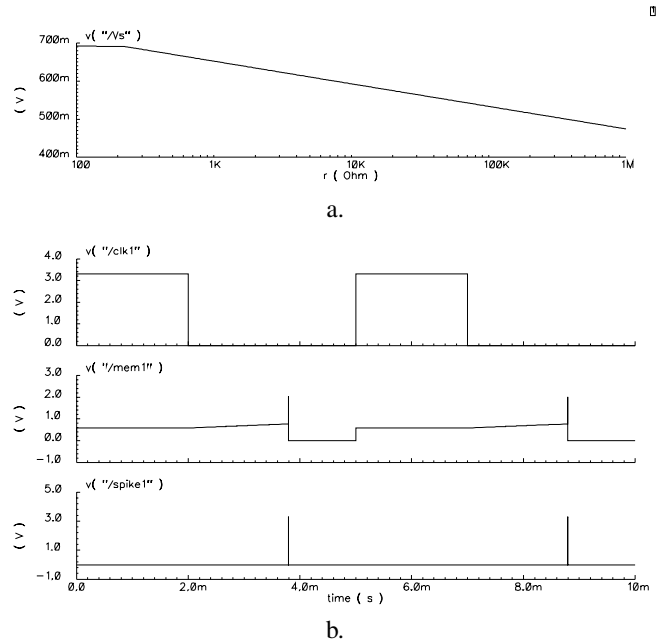 v( "/Vs" )
700m
600m
500m
400m
( V )
100
1K
10K
100K
1M
r ( Ohm )
a.
v( "/clk1" )
4.0
3.0
2.0
1.0
0.0
( V )
v( "/mem1" )
3.0
2.0
1.0
0.0
-1.0
( V )
v( "/spike1" )
5.0
3.0
1.0
-1.0
( V )
0.0
2.0m
4.0m
6.0m
8.0m
10m
time ( s )
b.